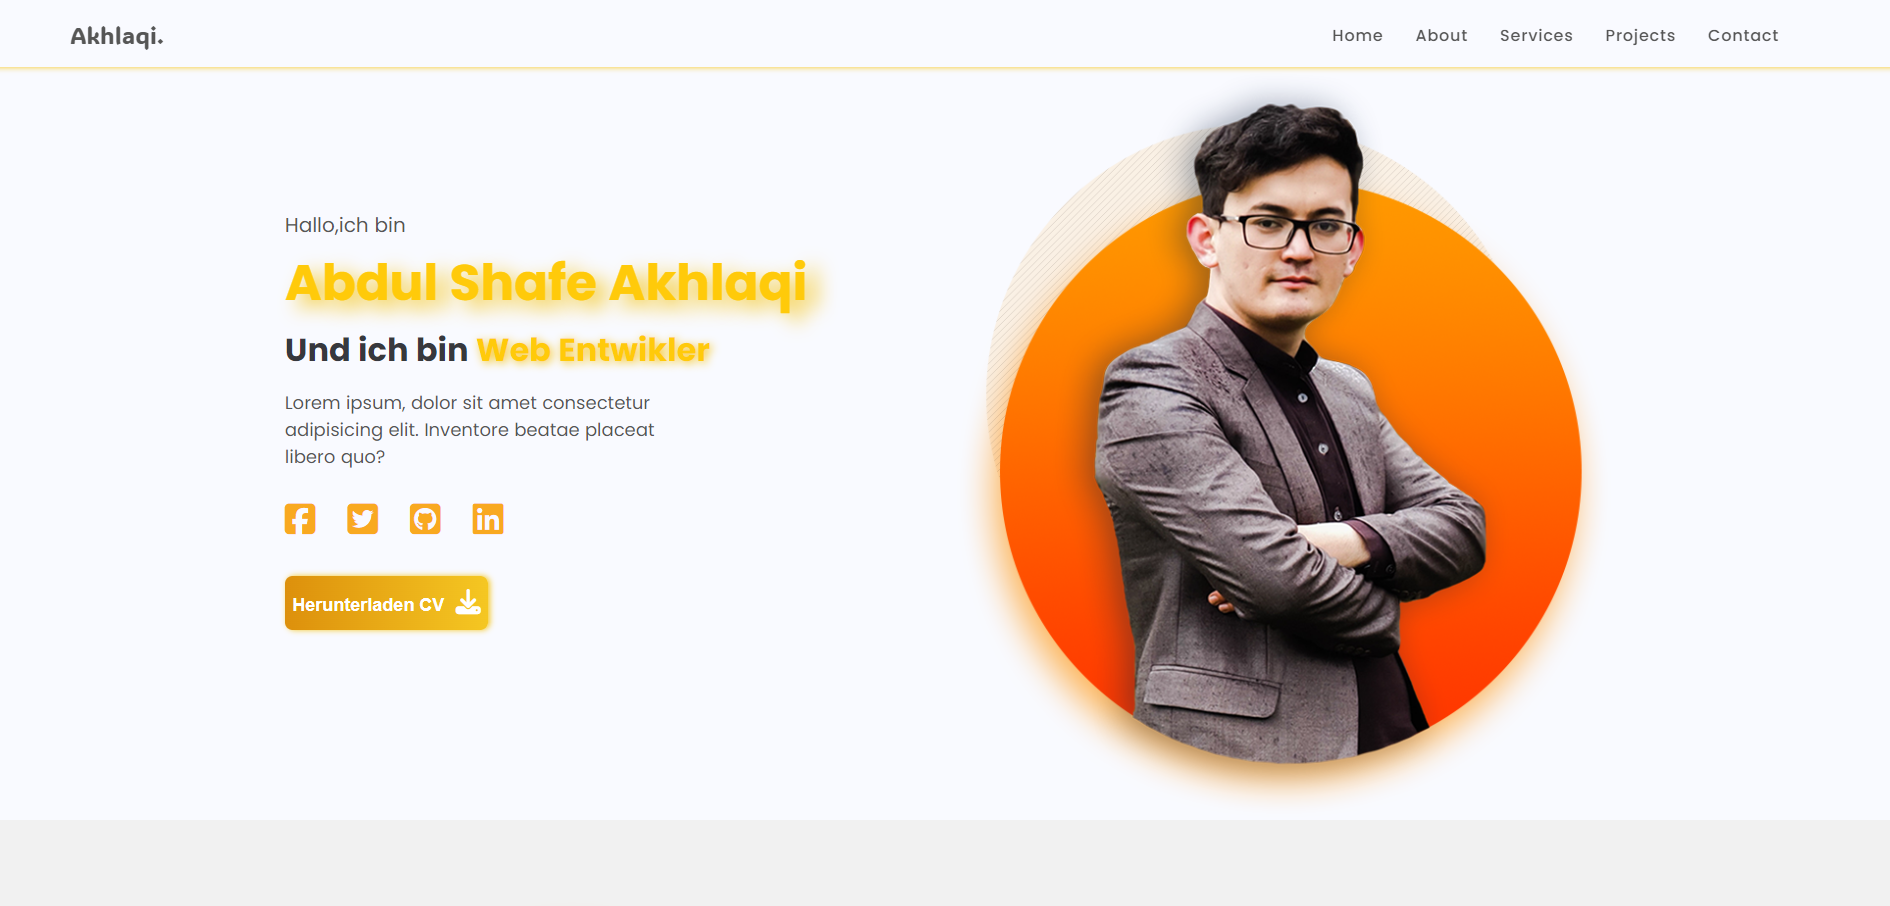 Akhlaqi.
Home About Services Projects Contact
Hallo,ich bin
Abdul Shafe Akhlaqi
Und ich bin Web Entwikler
Lorem ipsum, dolor sit amet consectetur
adipisicing elit. Inventore beatae placeat
libero quo?
Herunterladen CV